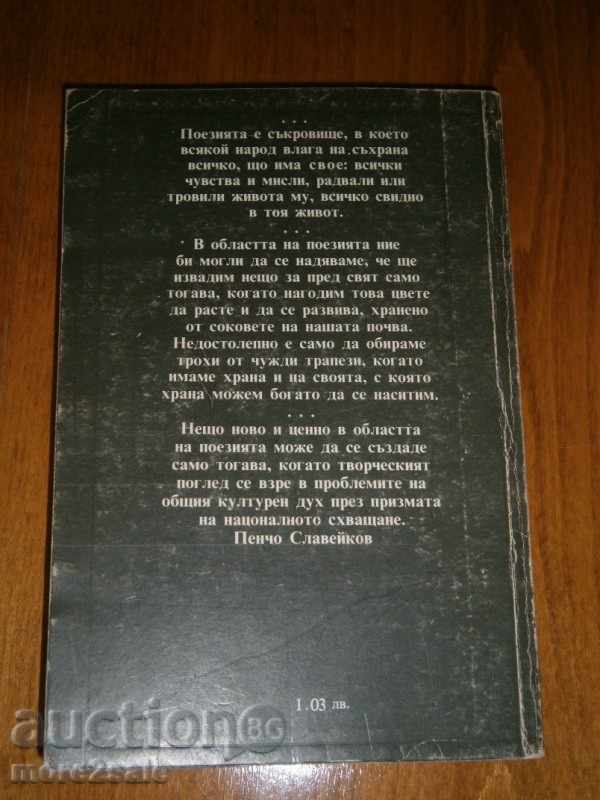 ...
Поезията е съкровище, в което
всякой народ влага на съхрана
всичко, що има свое: всички
чувства и мисли, радвали или
тровили живота му, всичко свидно
в тоя живот.
...
В областта на поезията ние
би могли да се надяваме, че ще
извадим нещо за пред свят само
тогава, когато нагодим това цвете
да расте и да се развива, хранено
от соковете на нашата почва.
Недостолепно е само да обираме
трохи от чужди трапези, когато
имаме храна и на своята, с която
храна можем богато да се наситим.
...
Нещо ново и ценно в областта
на поезията може да се създаде
само тогава, когато творческият
поглед се взре в проблемите на
общия културен дух през призмата
на националното схващане.
Пенчо Славейков
1.03 лв.
auctionBG
more2sale